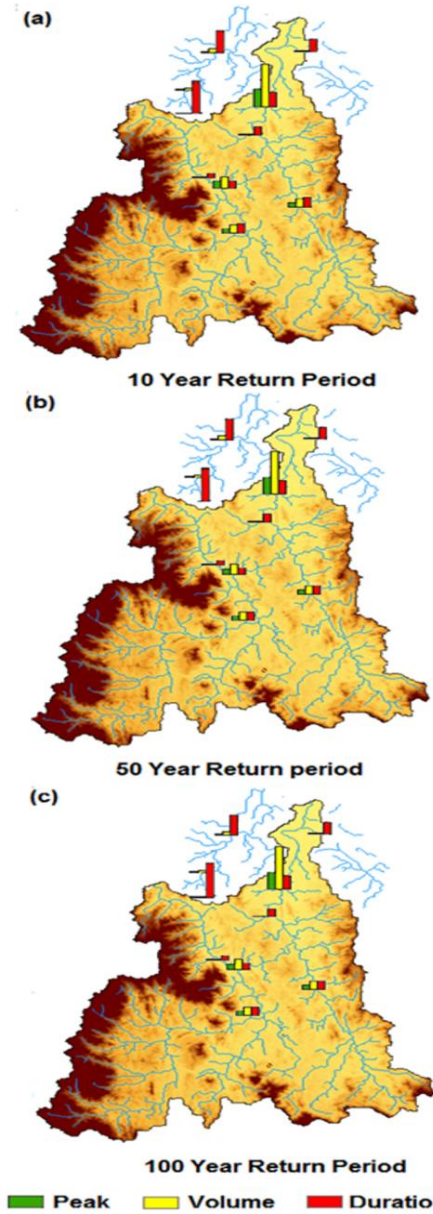 (a)
10 Year Return Period
(b)
50 Year Return period
(c)
100 Year Return Period
Peak Volume Duratio